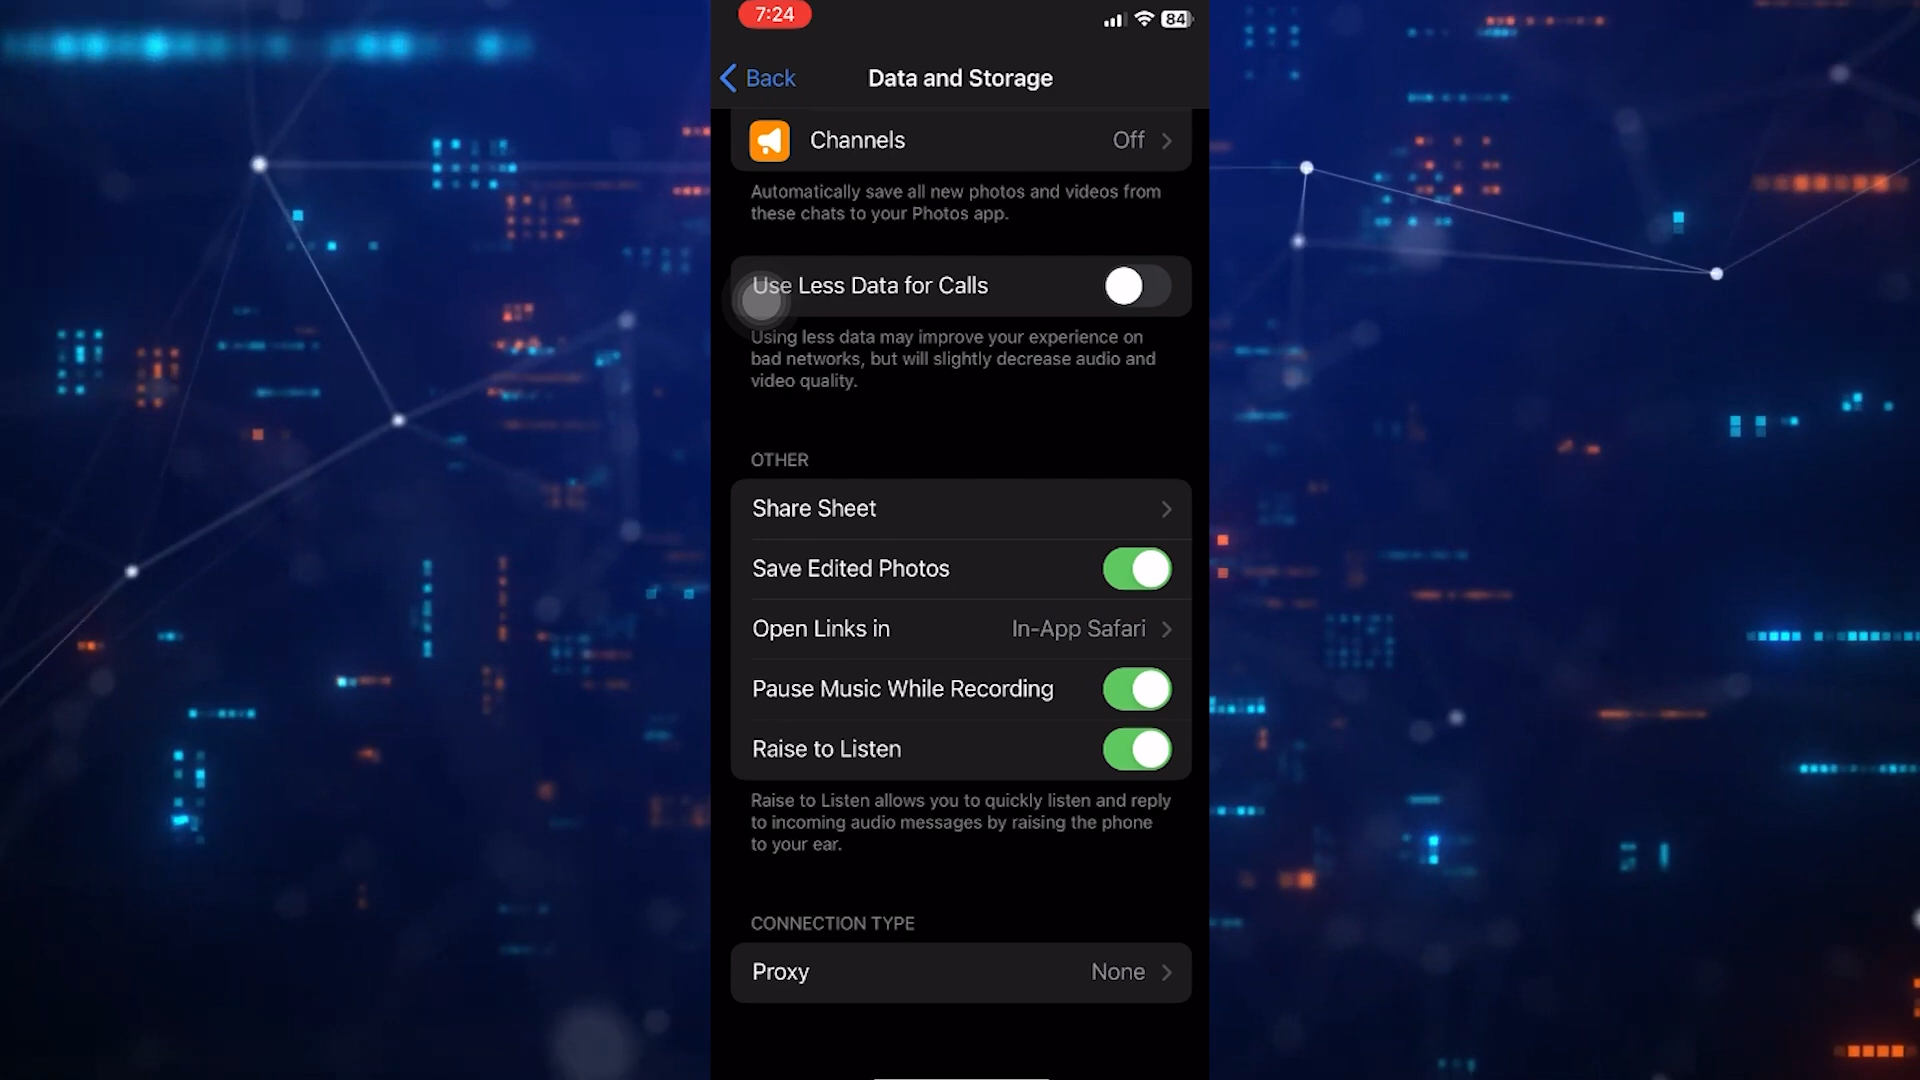 7:24
84
Back
Data and Storage
Channels
Off
Automatically save all new photos and videos from
these chats to your Photos app.
Use Less Data for Calls
Using less data may improve your experience on
bad networks, but will slightly decrease audio and
video quality.
OTHER
Share Sheet
Save Edited Photos
Open Links in
In-App Safari
Pause Music While Recording
Raise to Listen
Raise to Listen allows you to quickly listen and reply
to incoming audio messages by raising the phone
to your ear.
CONNECTION TYPE
Proxy
None